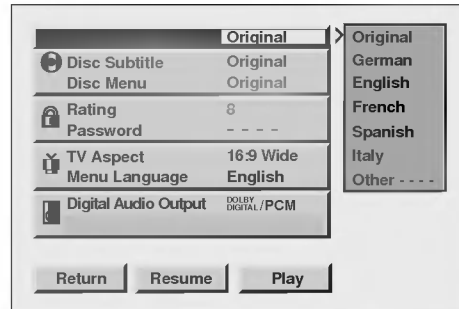 Original
Disc Subtitle Original
Disc Menu Original
Rating 8
Password - - - -
TV Aspect 16:9 Wide
Menu Language English
Digital Audio Output DOLBY DIGITAL /PCM
Return Resume Play
> Original
German
English
French
Spanish
Italy
Other - - - -